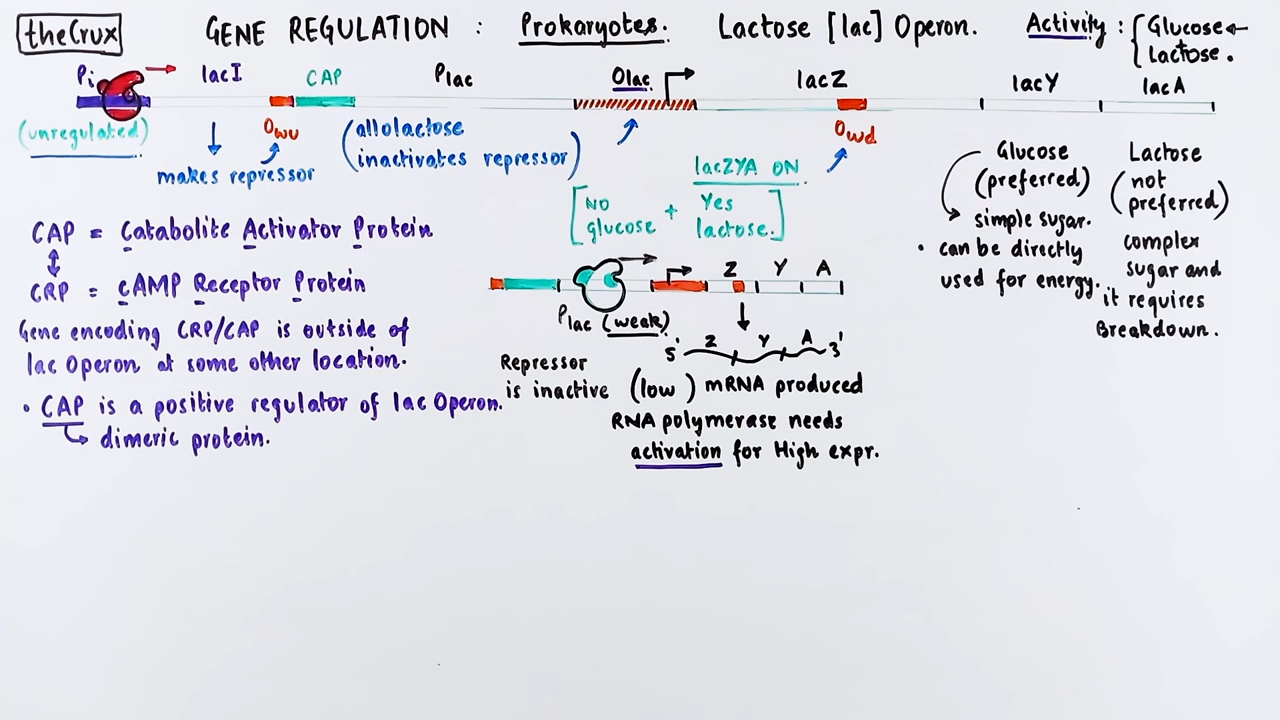 theCrux
GENE REGULATION : Prokaryotes. Lactose [lac] Operon.
Activity : { Glucose ←
+
Lactose.
Pi → lacI CAP Plac Olac lacZ lacY lacA
(unregulated)
makes repressor
Owu
(allolactose
inactivates repressor)
Owd
lacZYA ON
[NO glucose + Yes lactose.]
Glucose
(preferred)
simple sugar.
• can be directly
used for energy.
Lactose
(not
preferred)
complex
sugar and
it requires
Breakdown.
CAP = Catabolite Activator Protein
CRP = cAMP Receptor Protein
Gene encoding CRP/CAP is outside of
lac Operon at some other location.
• CAP is a positive regulator of lac Operon.
dimeric protein.
Z Y A
Plac (weak)
5' Z Y A 3'
Repressor
is inactive
(low) mRNA produced
RNA polymerase needs
activation for High expr.